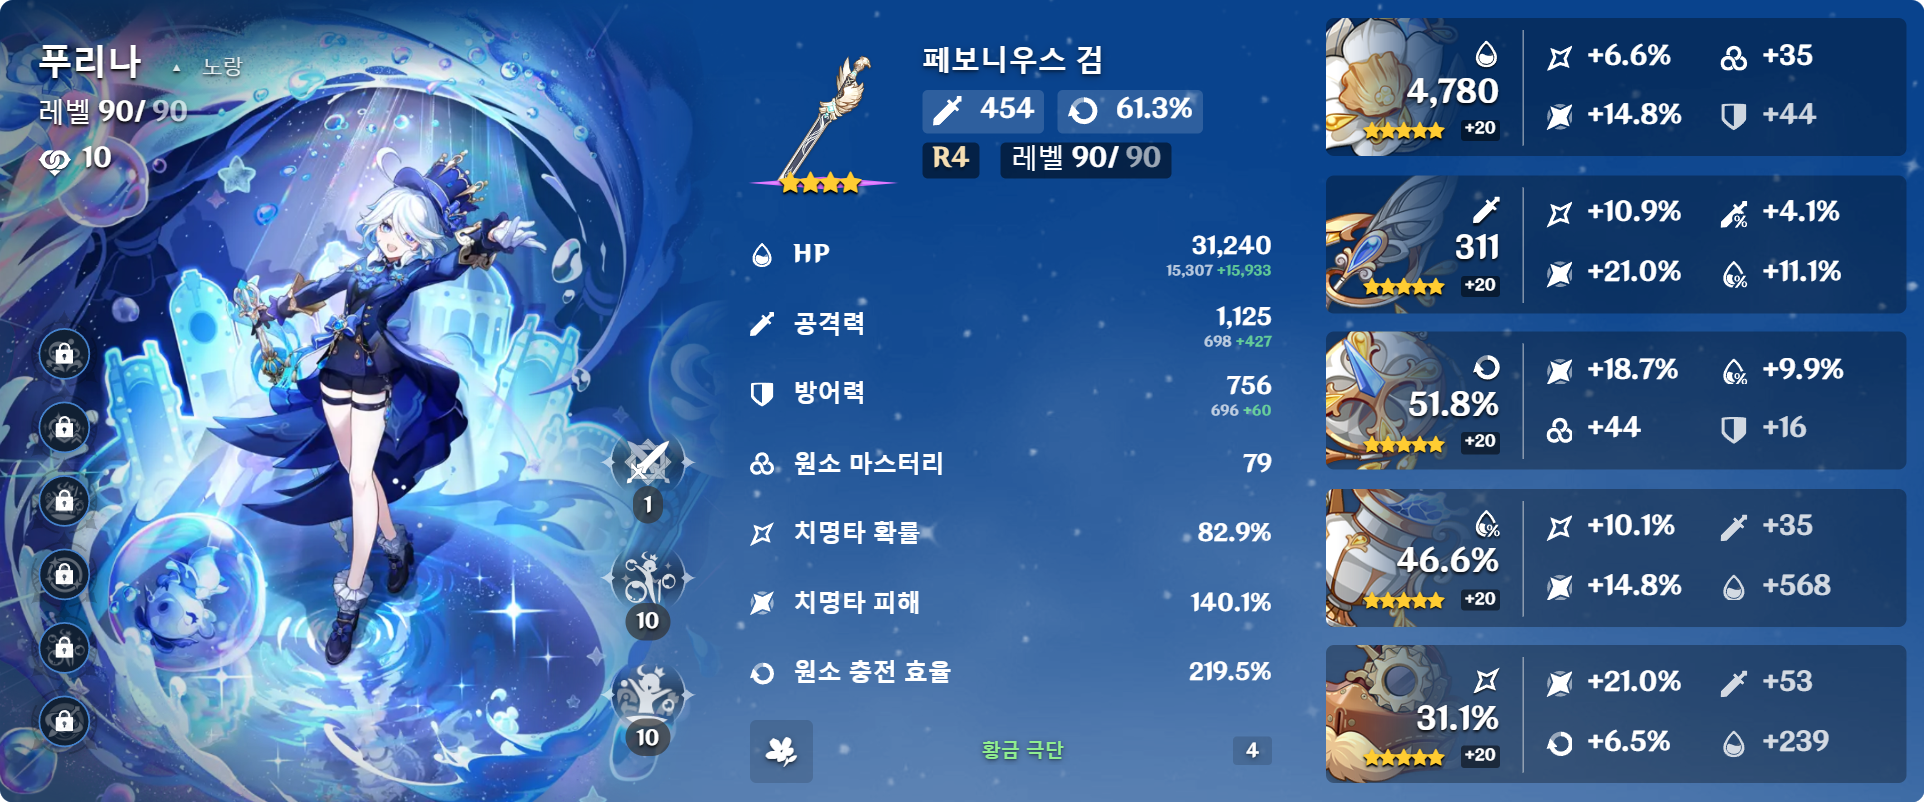 푸리나 ▲ 노랑
레벨 90/ 90
10
1
10
10
페보니우스 검
454 61.3%
R4 레벨 90/ 90
HP 31,240
15,307 +15,933
공격력 1,125
698 +427
방어력 756
696 +60
원소 마스터리 79
치명타 확률 82.9%
치명타 피해 140.1%
원소 충전 효율 219.5%
황금 극단 4
4,780
+20
+6.6% +35
+14.8% +44
311
+20
+10.9% +4.1%
+21.0% +11.1%
51.8%
+20
+18.7% +9.9%
+44 +16
46.6%
+20
+10.1% +35
+14.8% +568
31.1%
+20
+21.0% +53
+6.5% +239